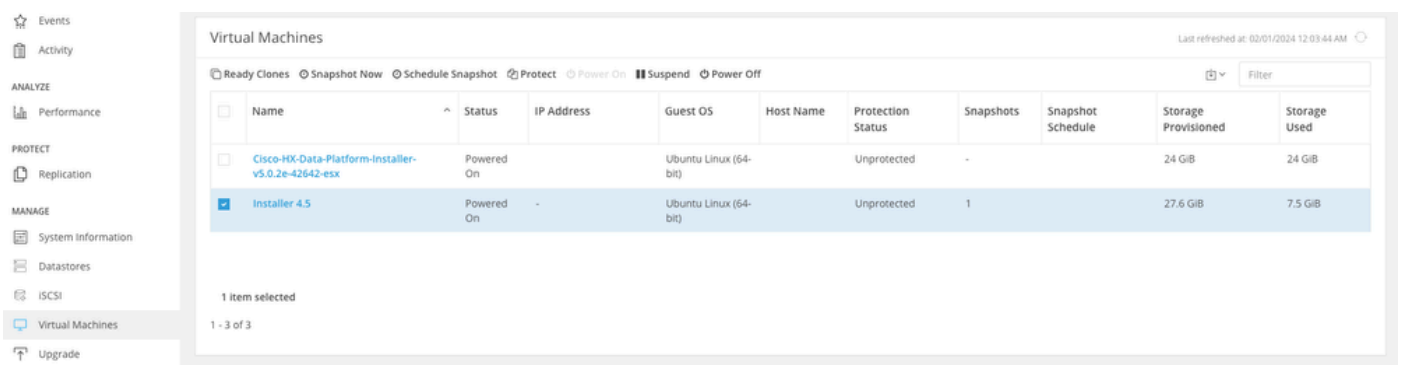 Events
Activity
ANALYZE
Performance
PROTECT
Replication
MANAGE
System Information
Datastores
iSCSI
Virtual Machines
Upgrade
Virtual Machines
Last refreshed at: 02/01/2024 12:03:44 AM
Ready Clones Snapshot Now Schedule Snapshot Protect Power On Suspend Power Off
Filter
Name Status IP Address Guest OS Host Name Protection Snapshots Snapshot Storage Storage
Status Schedule Provisioned Used
Cisco-HX-Data-Platform-Installer- Powered Ubuntu Linux (64- Unprotected - 24 GiB 24 GiB
v5.0.2e-42642-esx On bit)
Installer 4.5 Powered - Ubuntu Linux (64- Unprotected 1 27.6 GiB 7.5 GiB
On bit)
1 item selected
1 - 3 of 3